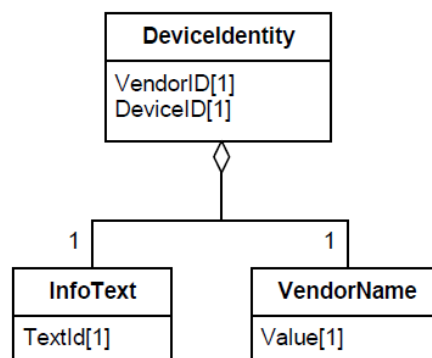 DeviceIdentity
VendorID[1]
DeviceID[1]
1
1
InfoText
VendorName
TextId[1]
Value[1]